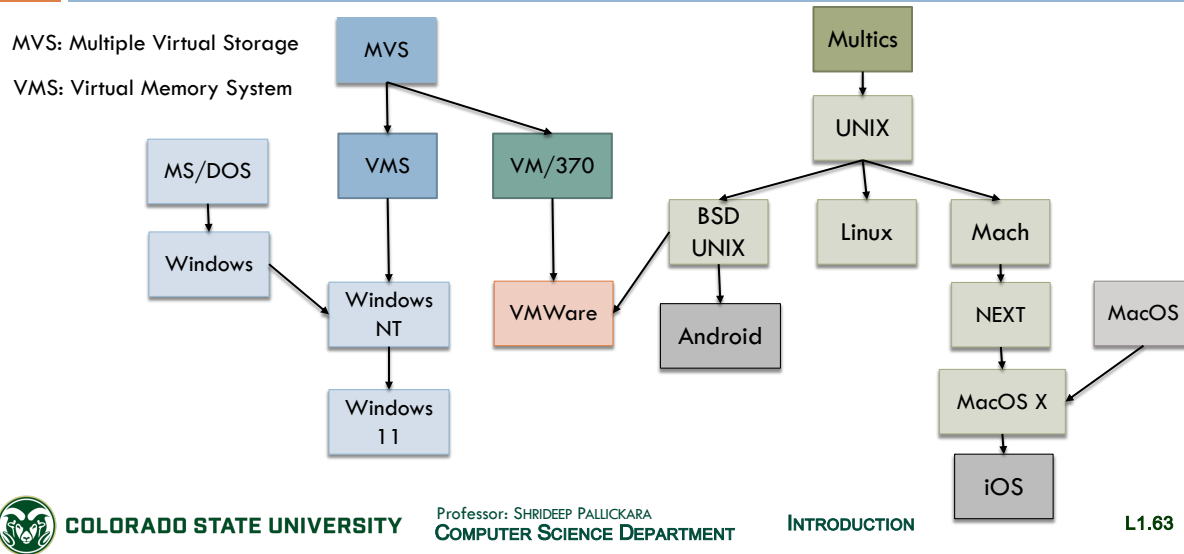 MVS: Multiple Virtual Storage
VMS: Virtual Memory System
MVS
Multics
UNIX
MS/DOS
VMS
VM/370
BSD
UNIX
Linux
Mach
Windows
Windows
NT
VMWare
Android
NEXT
MacOS
Windows
11
MacOS X
iOS
COLORADO STATE UNIVERSITY
Professor: SHRIDEEP PALLICKARA
COMPUTER SCIENCE DEPARTMENT
INTRODUCTION
L1.63